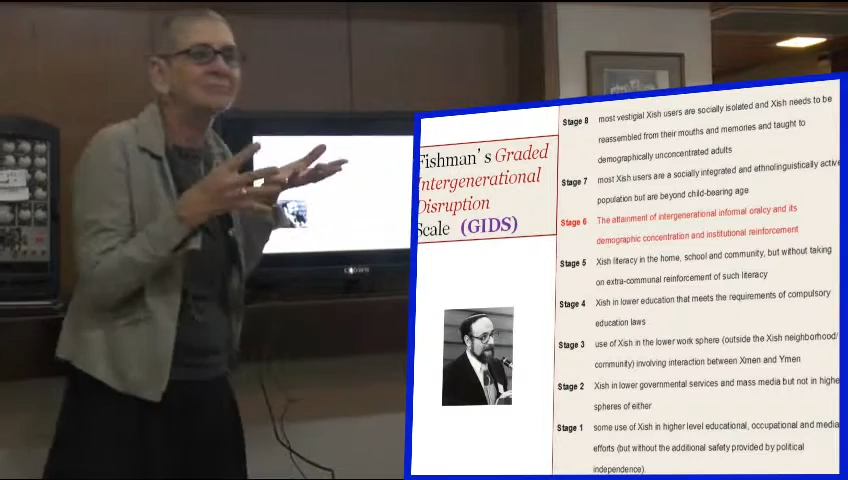 Fishman's Graded
Intergenerational
Disruption
Scale (GIDS)
Stage 8 most vestigial Xish users are socially isolated and Xish needs to be
reassembled from their mouths and memories and taught to
demographically unconcentrated adults
Stage 7 most Xish users are a socially integrated and ethnolinguistically active
population but are beyond child-bearing age
Stage 6 The attainment of intergenerational informal oralcy and its
demographic concentration and institutional reinforcement
Stage 5 Xish literacy in the home, school and community, but without taking
on extra-communal reinforcement of such literacy
Stage 4 Xish in lower education that meets the requirements of compulsory
education laws
Stage 3 use of Xish in the lower work sphere (outside the Xish neighborhood/
community) involving interaction between Xmen and Ymen
Stage 2 Xish in lower governmental services and mass media but not in highe
spheres of either
Stage 1 some use of Xish in higher level educational, occupational and media
efforts (but without the additional safety provided by political
independence).
CROWN